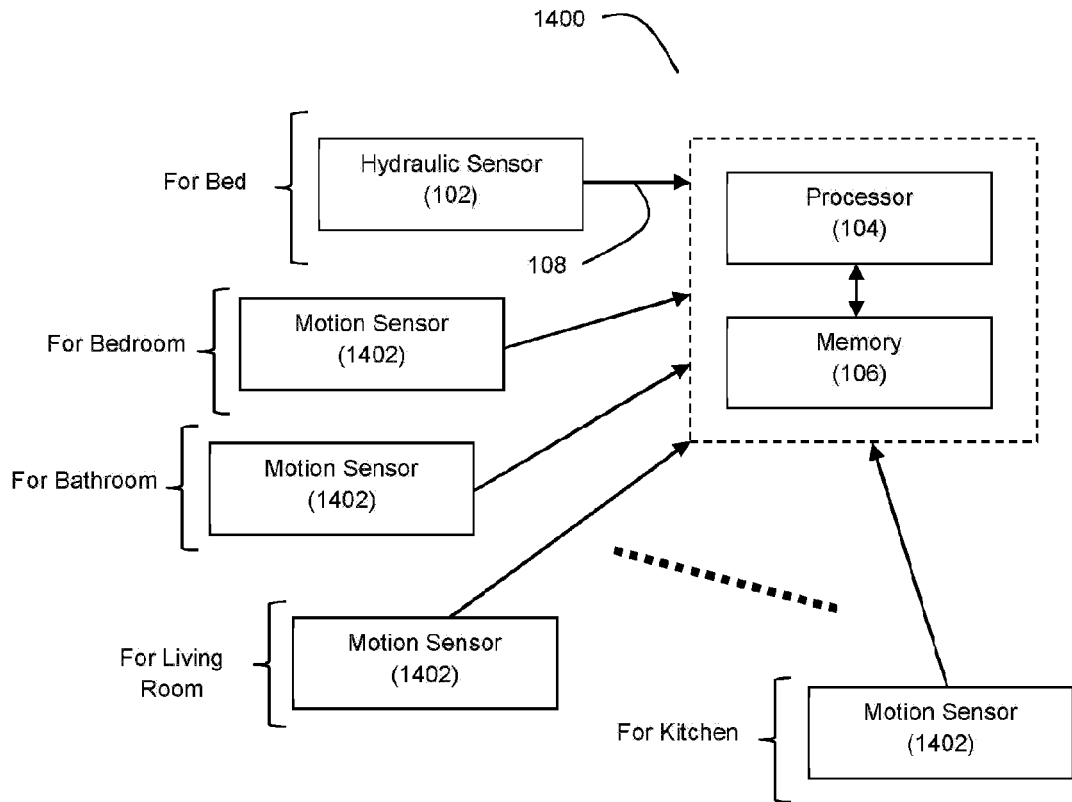 1400
For Bed
Hydraulic Sensor
(102)
108
Processor
(104)
Memory
(106)
For Bedroom
Motion Sensor
(1402)
For Bathroom
Motion Sensor
(1402)
For Living
Room
Motion Sensor
(1402)
For Kitchen
Motion Sensor
(1402)